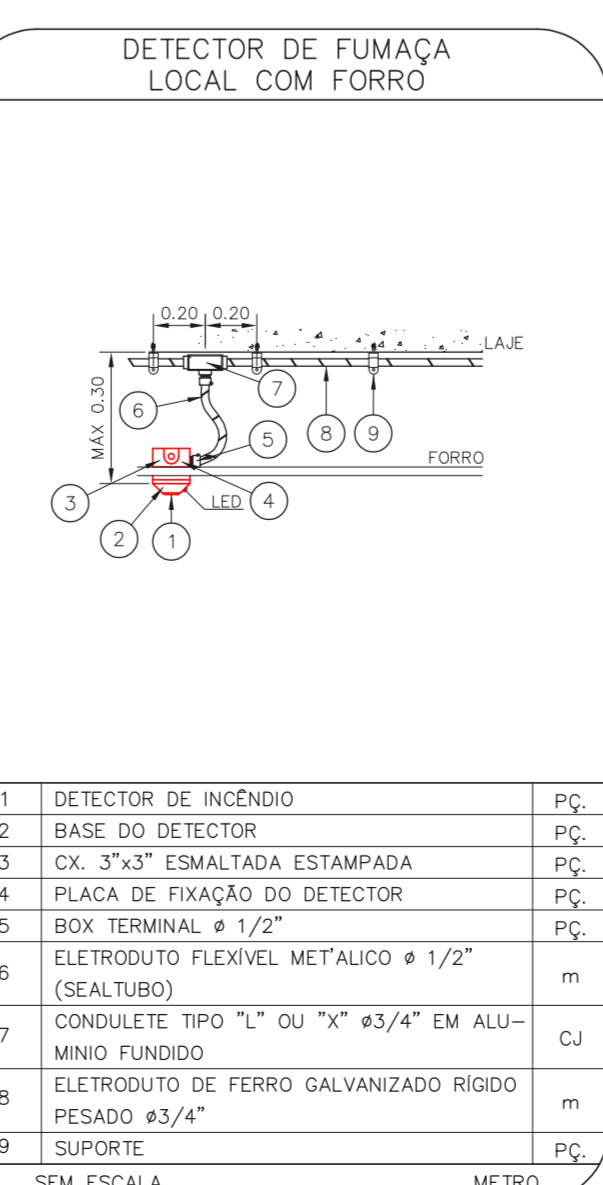 DETECTOR DE FUMAÇA
LOCAL COM FORRO
0.20 0.20
LAJE
MÁX 0.30
7
6
5
8
9
FORRO
3
LED
4
2
1
1 DETECTOR DE INCÊNDIO PÇ.
2 BASE DO DETECTOR PÇ.
3 CX. 3"x3" ESMALTADA ESTAMPADA PÇ.
4 PLACA DE FIXAÇÃO DO DETECTOR PÇ.
5 BOX TERMINAL ø 1/2" PÇ.
6 ELETRODUTO FLEXÍVEL MET'ALICO ø 1/2"
(SEALTUBO) m
7 CONDULETE TIPO "L" OU "X" ø3/4" EM ALU-
MINIO FUNDIDO CJ
8 ELETRODUTO DE FERRO GALVANIZADO RÍGIDO
PESADO ø3/4" m
9 SUPORTE PÇ.
SEM ESCALA METRO